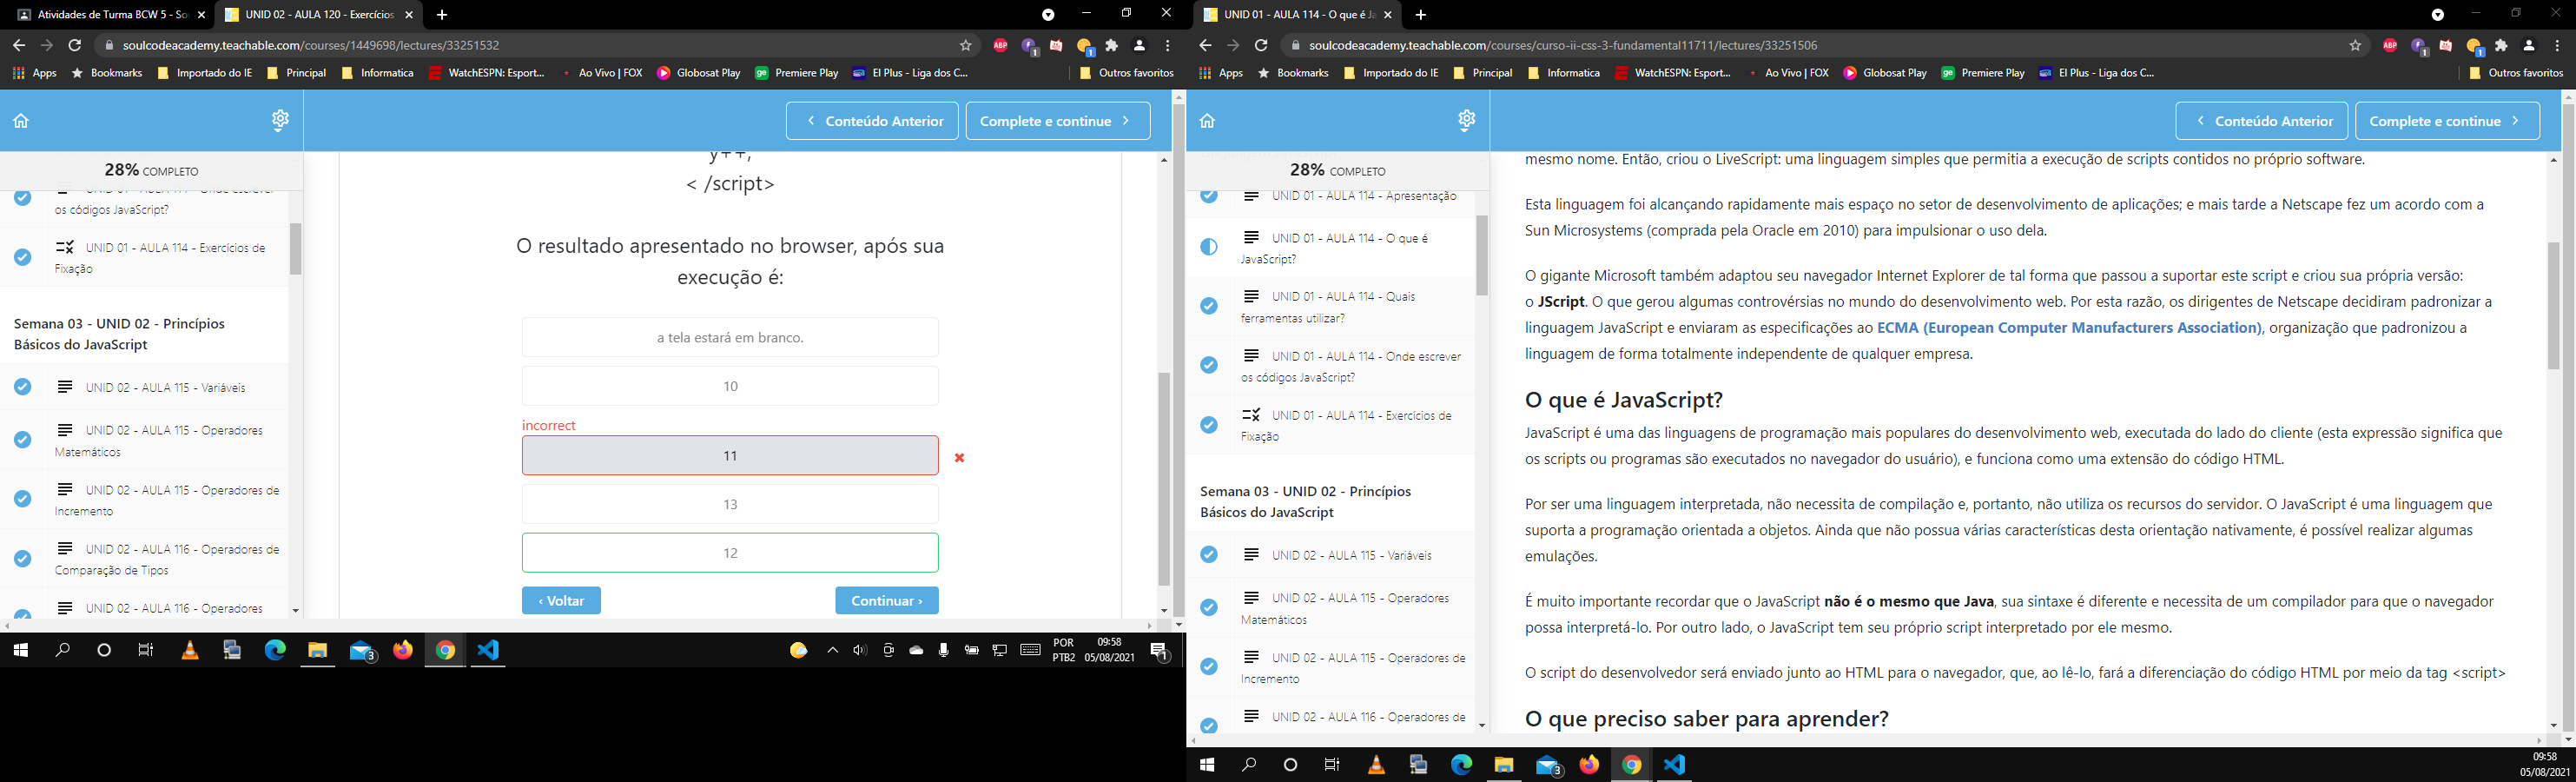 Atividades de Turma BCW 5 - So
UNID 02 - AULA 120 - Exercícios
soulcodeacademy.teachable.com/courses/1449698/lectures/33251532
Apps
Bookmarks
Importado do IE
Principal
Informatica
WatchESPN: Esport...
Ao Vivo | FOX
Globosat Play
Premiere Play
EI Plus - Liga dos C...
Outros favoritos
Conteúdo Anterior
Complete e continue
28% COMPLETO
os códigos JavaScript?
UNID 01 - AULA 114 - Exercícios de
Fixação
Semana 03 - UNID 02 - Princípios
Básicos do JavaScript
UNID 02 - AULA 115 - Variáveis
UNID 02 - AULA 115 - Operadores
Matemáticos
UNID 02 - AULA 115 - Operadores de
Incremento
UNID 02 - AULA 116 - Operadores de
Comparação de Tipos
UNID 02 - AULA 116 - Operadores
y++;
< /script>
O resultado apresentado no browser, após sua
execução é:
a tela estará em branco.
10
incorrect
11
13
12
‹ Voltar
Continuar ›
3
POR
PTB2
09:58
05/08/2021
1
UNID 01 - AULA 114 - O que é Ja
soulcodeacademy.teachable.com/courses/curso-ii-css-3-fundamental11711/lectures/33251506
Apps
Bookmarks
Importado do IE
Principal
Informatica
WatchESPN: Esport...
Ao Vivo | FOX
Globosat Play
Premiere Play
EI Plus - Liga dos C...
Outros favoritos
Conteúdo Anterior
Complete e continue
28% COMPLETO
UNID 01 - AULA 114 - Apresentação
UNID 01 - AULA 114 - O que é
JavaScript?
UNID 01 - AULA 114 - Quais
ferramentas utilizar?
UNID 01 - AULA 114 - Onde escrever
os códigos JavaScript?
UNID 01 - AULA 114 - Exercícios de
Fixação
Semana 03 - UNID 02 - Princípios
Básicos do JavaScript
UNID 02 - AULA 115 - Variáveis
UNID 02 - AULA 115 - Operadores
Matemáticos
UNID 02 - AULA 115 - Operadores de
Incremento
UNID 02 - AULA 116 - Operadores de
mesmo nome. Então, criou o LiveScript: uma linguagem simples que permitia a execução de scripts contidos no próprio software.
Esta linguagem foi alcançando rapidamente mais espaço no setor de desenvolvimento de aplicações; e mais tarde a Netscape fez um acordo com a
Sun Microsystems (comprada pela Oracle em 2010) para impulsionar o uso dela.
O gigante Microsoft também adaptou seu navegador Internet Explorer de tal forma que passou a suportar este script e criou sua própria versão:
o JScript. O que gerou algumas controvérsias no mundo do desenvolvimento web. Por esta razão, os dirigentes de Netscape decidiram padronizar a
linguagem JavaScript e enviaram as especificações ao ECMA (European Computer Manufacturers Association), organização que padronizou a
linguagem de forma totalmente independente de qualquer empresa.
O que é JavaScript?
JavaScript é uma das linguagens de programação mais populares do desenvolvimento web, executada do lado do cliente (esta expressão significa que
os scripts ou programas são executados no navegador do usuário), e funciona como uma extensão do código HTML.
Por ser uma linguagem interpretada, não necessita de compilação e, portanto, não utiliza os recursos do servidor. O JavaScript é uma linguagem que
suporta a programação orientada a objetos. Ainda que não possua várias características desta orientação nativamente, é possível realizar algumas
emulações.
É muito importante recordar que o JavaScript não é o mesmo que Java, sua sintaxe é diferente e necessita de um compilador para que o navegador
possa interpretá-lo. Por outro lado, o JavaScript tem seu próprio script interpretado por ele mesmo.
O script do desenvolvedor será enviado junto ao HTML para o navegador, que, ao lê-lo, fará a diferenciação do código HTML por meio da tag <script>
O que preciso saber para aprender?
3
09:58
05/08/2021